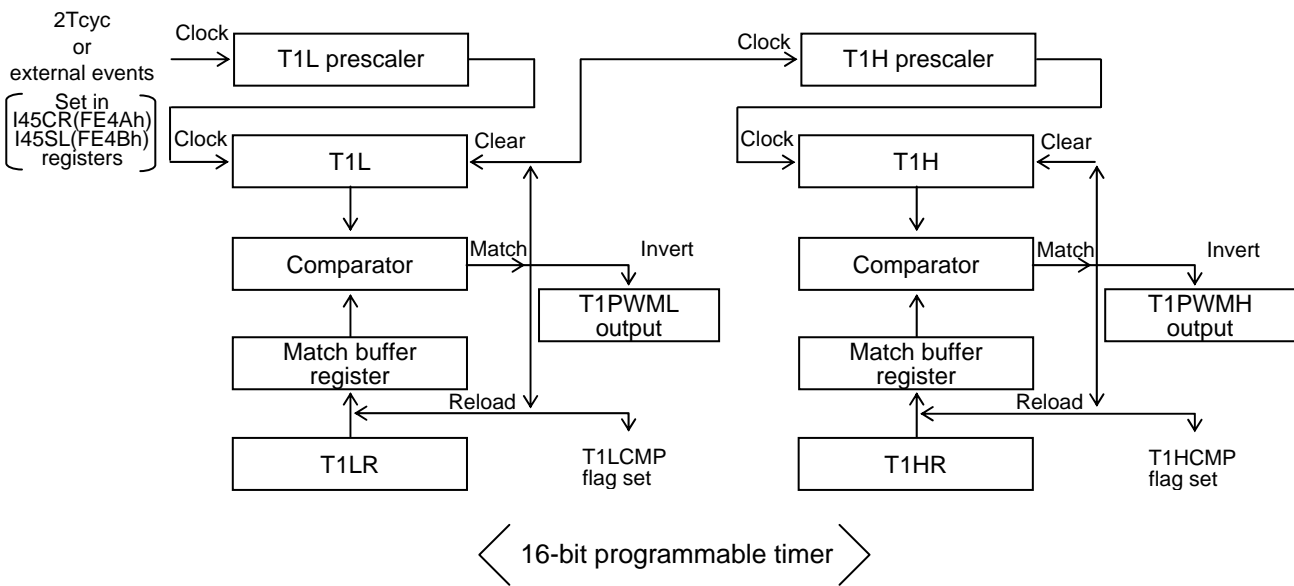 2Tcyc
or
external events
Set in
I45CR(FE4Ah)
I45SL(FE4Bh)
registers
Clock
T1L prescaler
Clock
T1L
Clear
Comparator
Match
Invert
T1PWML
output
Match buffer
register
Reload
T1LR
T1LCMP
flag set
Clock
T1H prescaler
Clock
T1H
Clear
Comparator
Match
Invert
T1PWMH
output
Match buffer
register
Reload
T1HR
T1HCMP
flag set
16-bit programmable timer